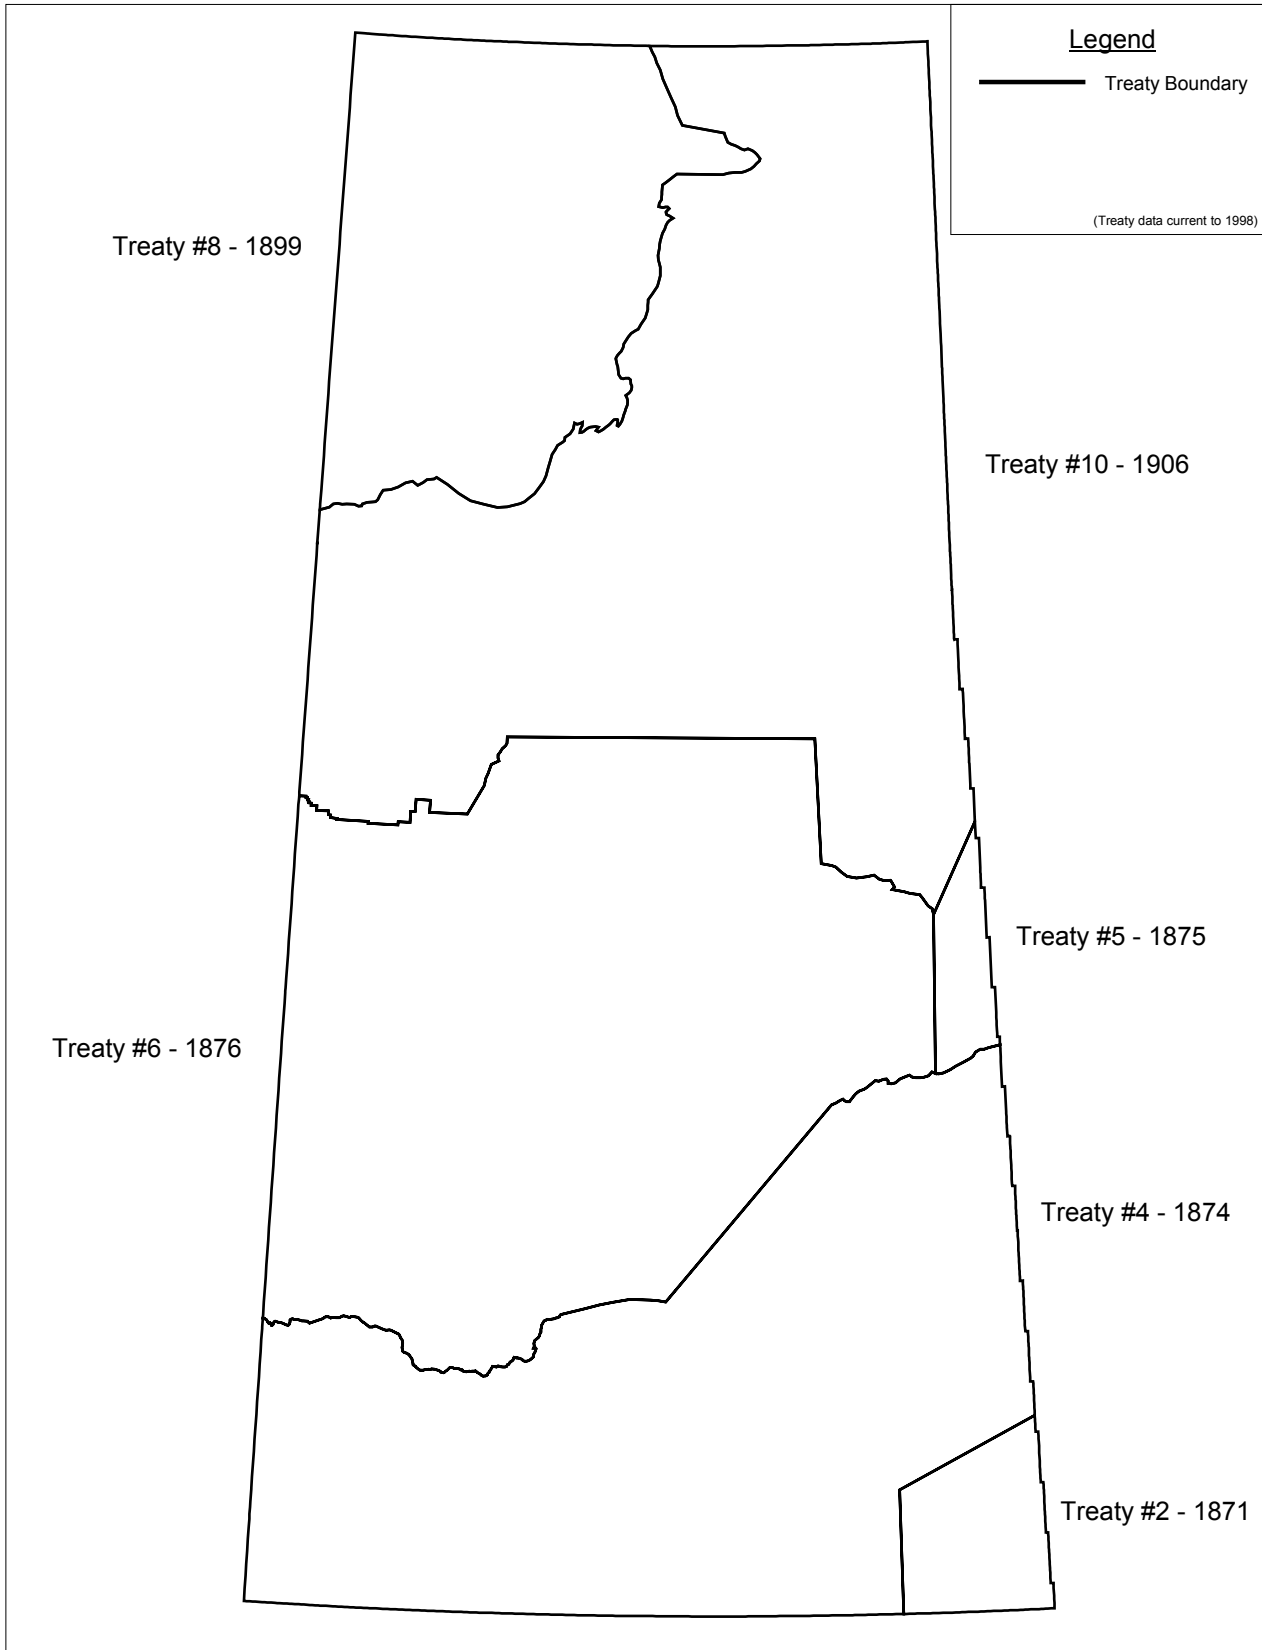 Legend
Treaty Boundary
(Treaty data current to 1998)
Treaty #8 - 1899
Treaty #10 - 1906
Treaty #5 - 1875
Treaty #6 - 1876
Treaty #4 - 1874
Treaty #2 - 1871